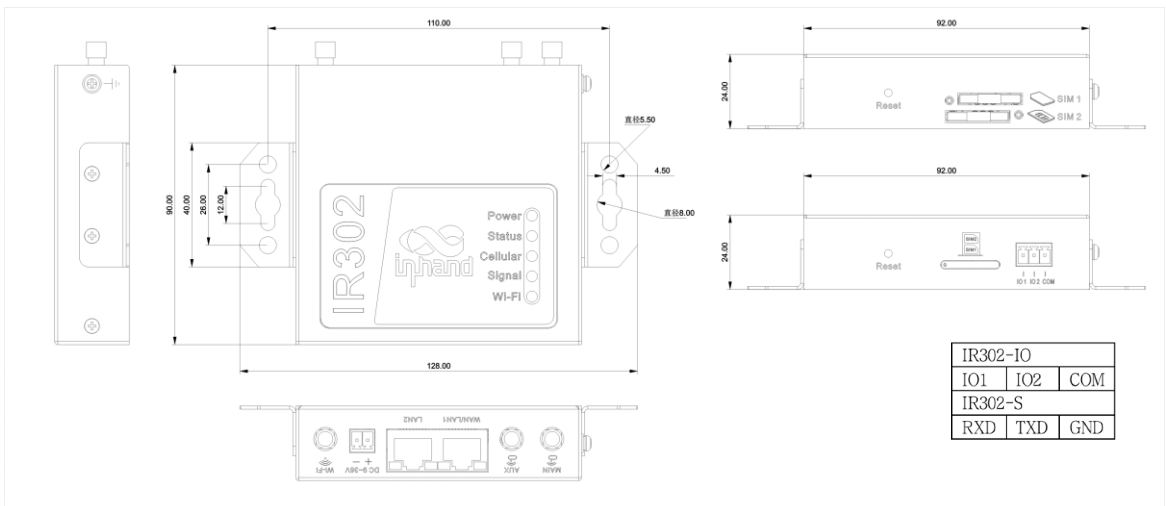 110.00
直径5.50
4.50
直径8.00
90.00
40.00
26.00
12.00
128.00
IR302
inhand
Power
Status
Cellular
Signal
Wi-Fi
92.00
24.00
Reset
SIM 1
SIM 2
92.00
24.00
Reset
SIM2
SIM1
IO1 IO2 COM
LAN2 WAN/LAN1
Wi-Fi
− +
DC 9-36V
AUX
MAIN
IR302-IO
IO1 IO2 COM
IR302-S
RXD TXD GND